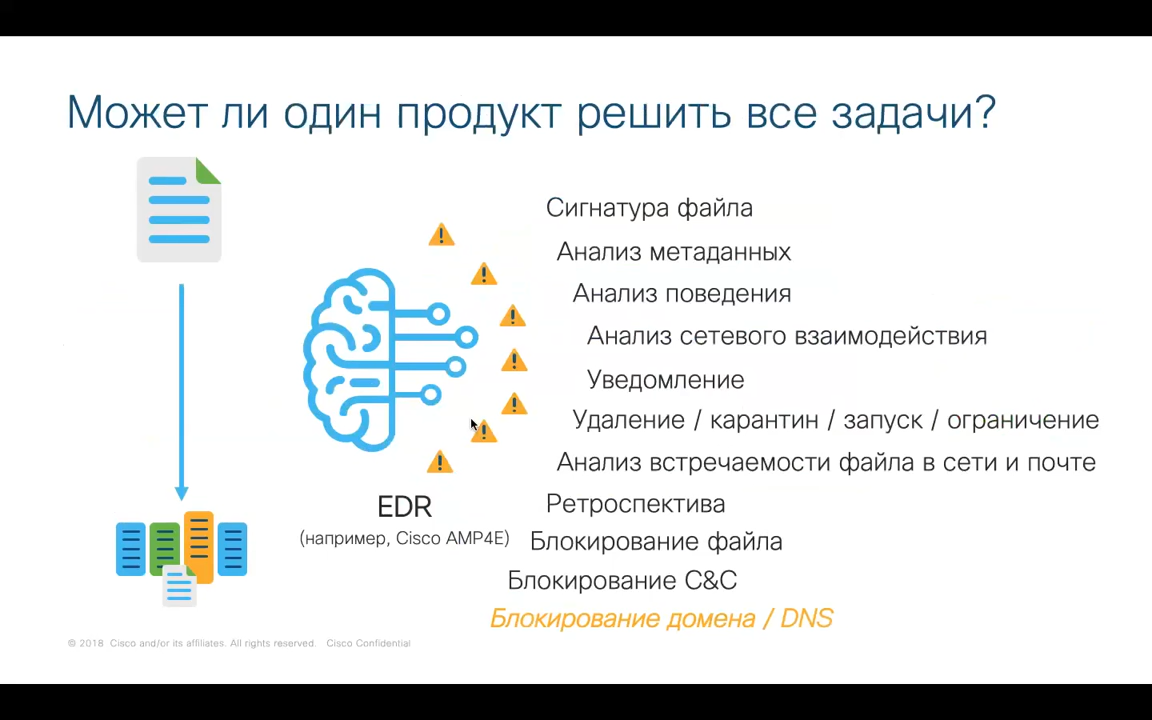 Может ли один продукт решить все задачи?
Сигнатура файла
Анализ метаданных
Анализ поведения
Анализ сетевого взаимодействия
Уведомление
Удаление / карантин / запуск / ограничение
Анализ встречаемости файла в сети и почте
Ретроспектива
Блокирование файла
Блокирование C&C
Блокирование домена / DNS
EDR
(например, Cisco AMP4E)
© 2018 Cisco and/or its affiliates. All rights reserved. Cisco Confidential